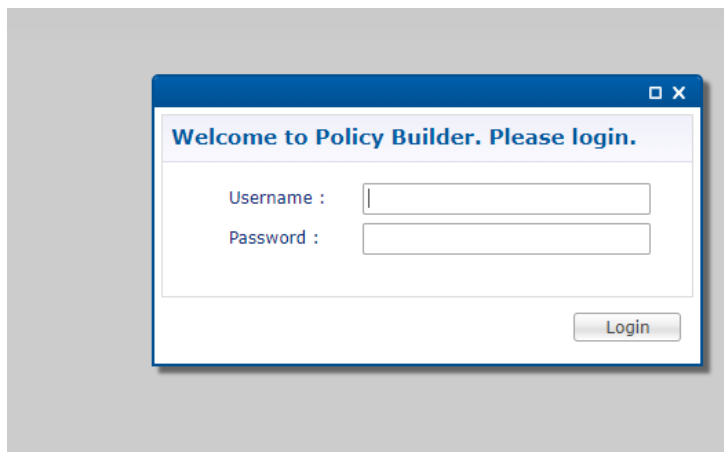 Welcome to Policy Builder. Please login.
Username :
Password :
Login